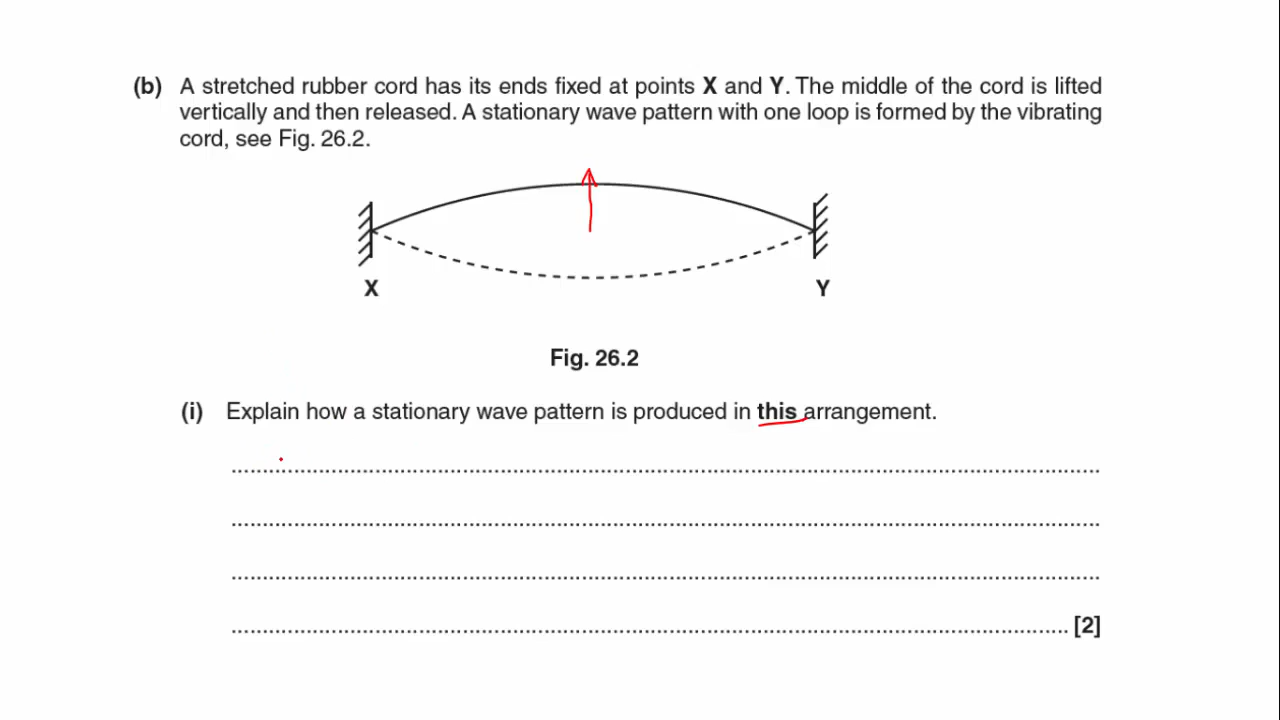 (b) A stretched rubber cord has its ends fixed at points X and Y. The middle of the cord is lifted
vertically and then released. A stationary wave pattern with one loop is formed by the vibrating
cord, see Fig. 26.2.
X Y
Fig. 26.2
(i) Explain how a stationary wave pattern is produced in this arrangement.
[2]